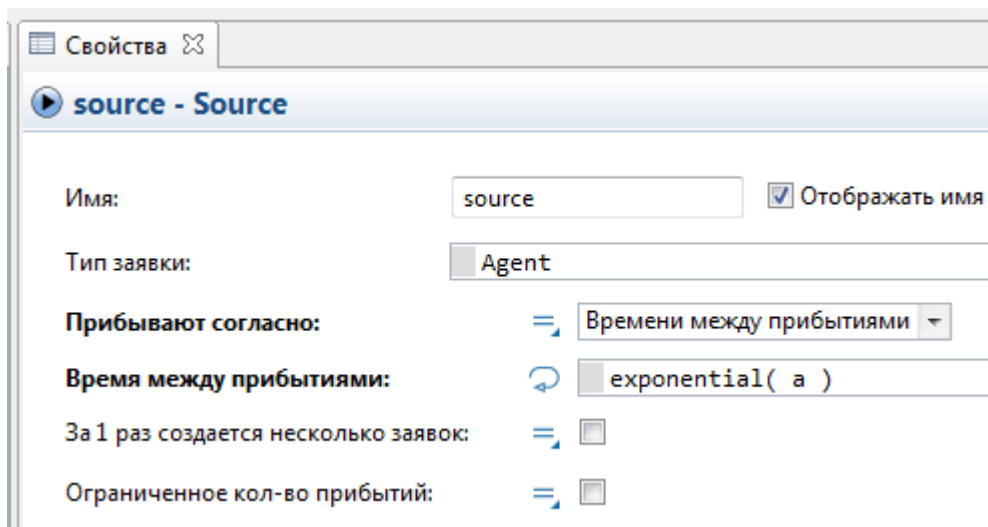 Свойства
source - Source
Имя: source Отображать имя
Тип заявки: Agent
Прибывают согласно: Времени между прибытиями
Время между прибытиями: exponential( a )
За 1 раз создается несколько заявок:
Ограниченное кол-во прибытий: